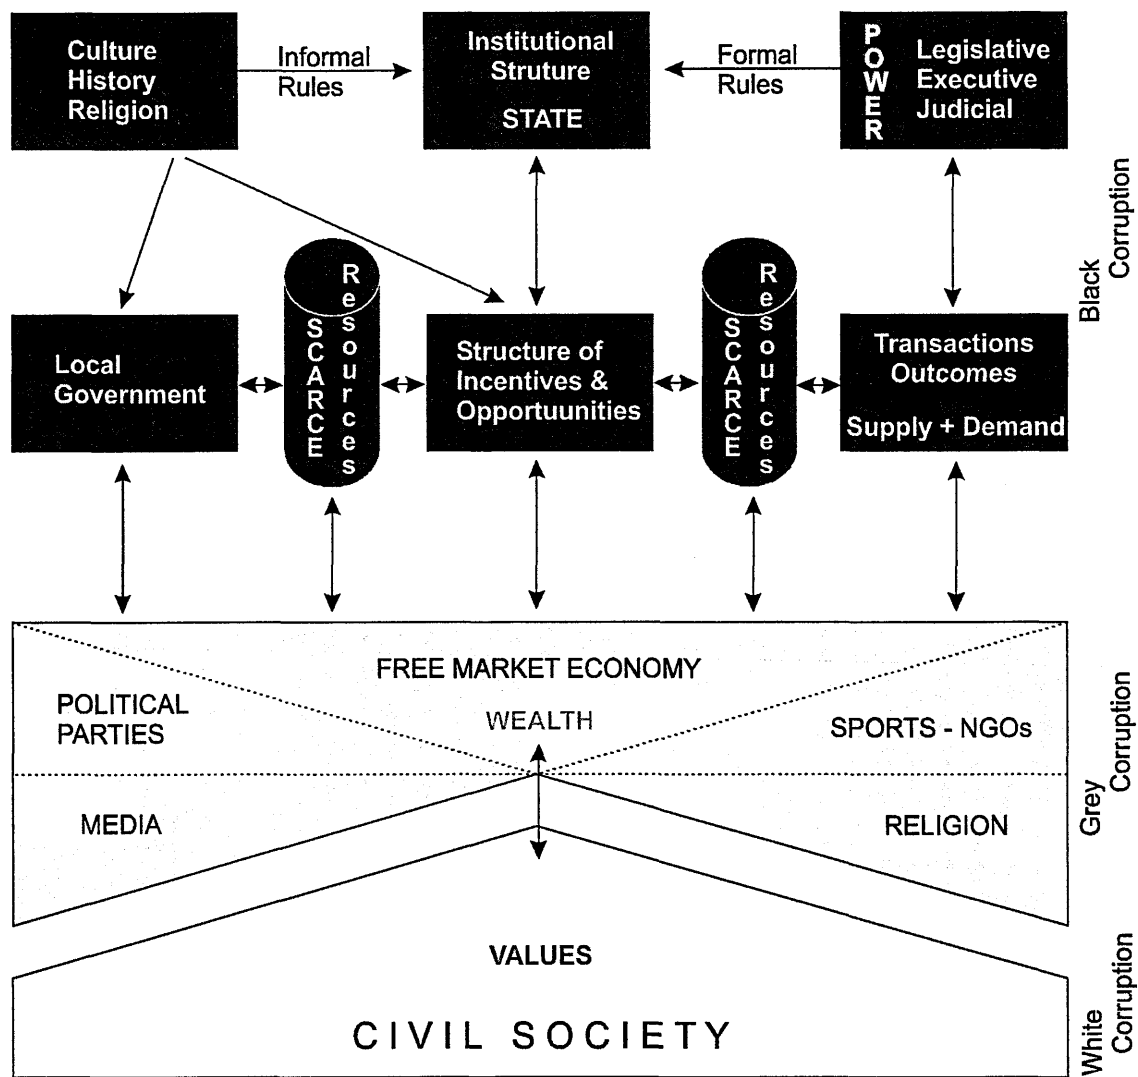 Culture
History
Religion
Informal
Rules
Institutional
Struture
STATE
Formal
Rules
POWER
Legislative
Executive
Judicial
Black
Corruption
Local
Government
SCARCE
Resources
Structure of
Incentives &
Opportuunities
SCARCE
Resources
Transactions
Outcomes
Supply + Demand
FREE MARKET ECONOMY
POLITICAL
PARTIES
WEALTH
SPORTS - NGOs
MEDIA
RELIGION
Grey
Corruption
VALUES
CIVIL SOCIETY
White
Corruption